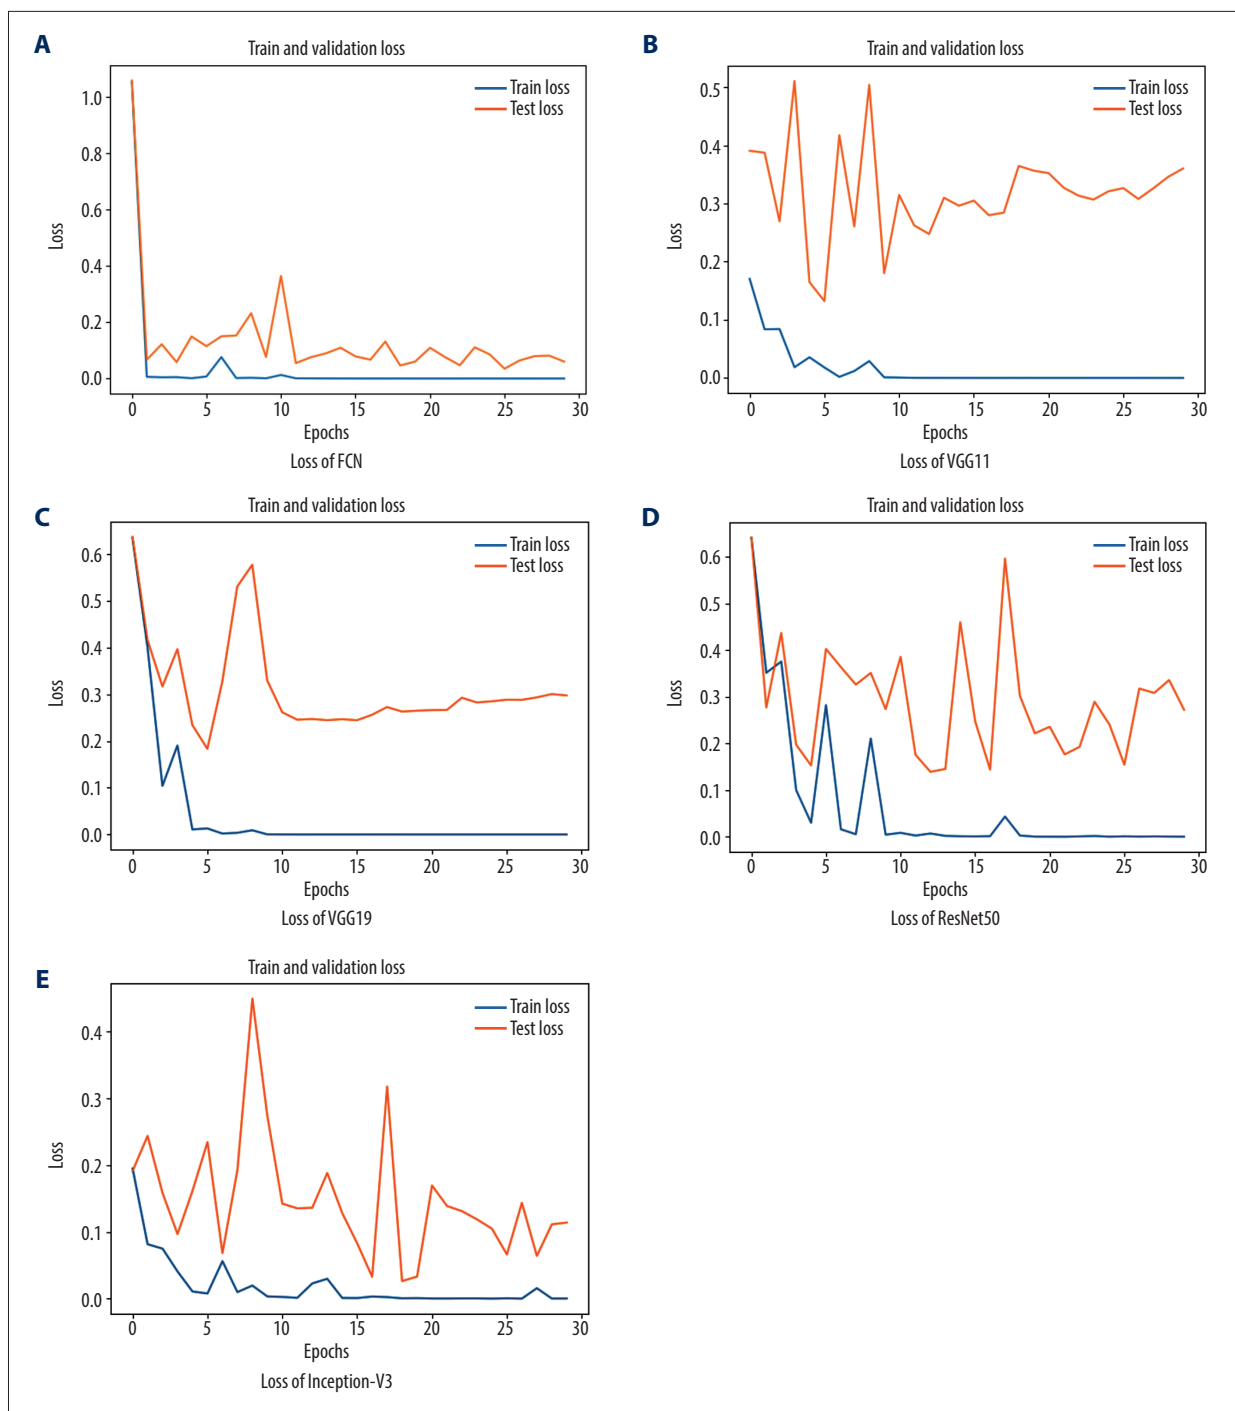 A
Train and validation loss
Train loss
Test loss
1.0
0.8
0.6
0.4
0.2
0.0
Loss
0 5 10 15 20 25 30
Epochs
Loss of FCN
B
Train and validation loss
Train loss
Test loss
0.5
0.4
0.3
0.2
0.1
0.0
Loss
0 5 10 15 20 25 30
Epochs
Loss of VGG11
C
Train and validation loss
Train loss
Test loss
0.6
0.5
0.4
0.3
0.2
0.1
0.0
Loss
0 5 10 15 20 25 30
Epochs
Loss of VGG19
D
Train and validation loss
Train loss
Test loss
0.6
0.5
0.4
0.3
0.2
0.1
0.0
Loss
0 5 10 15 20 25 30
Epochs
Loss of ResNet50
E
Train and validation loss
Train loss
Test loss
0.4
0.3
0.2
0.1
0.0
Loss
0 5 10 15 20 25 30
Epochs
Loss of Inception-V3